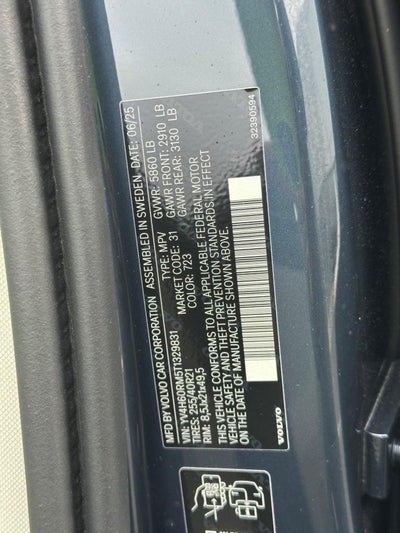 MFD BY VOLVO CAR CORPORATION ASSEMBLED IN SWEDEN DATE: 06/25
GVWR: 5860 LB
GAWR FRONT: 2910 LB
TYPE: MPV GAWR REAR: 3130 LB
VIN: YV4H60RM5T1329831 MARKET CODE: 31
TIRES: 255/40R21 COLOR: 723
RIM: 8,5Jx21x49,5
THIS VEHICLE CONFORMS TO ALL APPLICABLE FEDERAL MOTOR
VEHICLE SAFETY AND THEFT PREVENTION STANDARDS IN EFFECT
ON THE DATE OF MANUFACTURE SHOWN ABOVE.
VOLVO
32390594